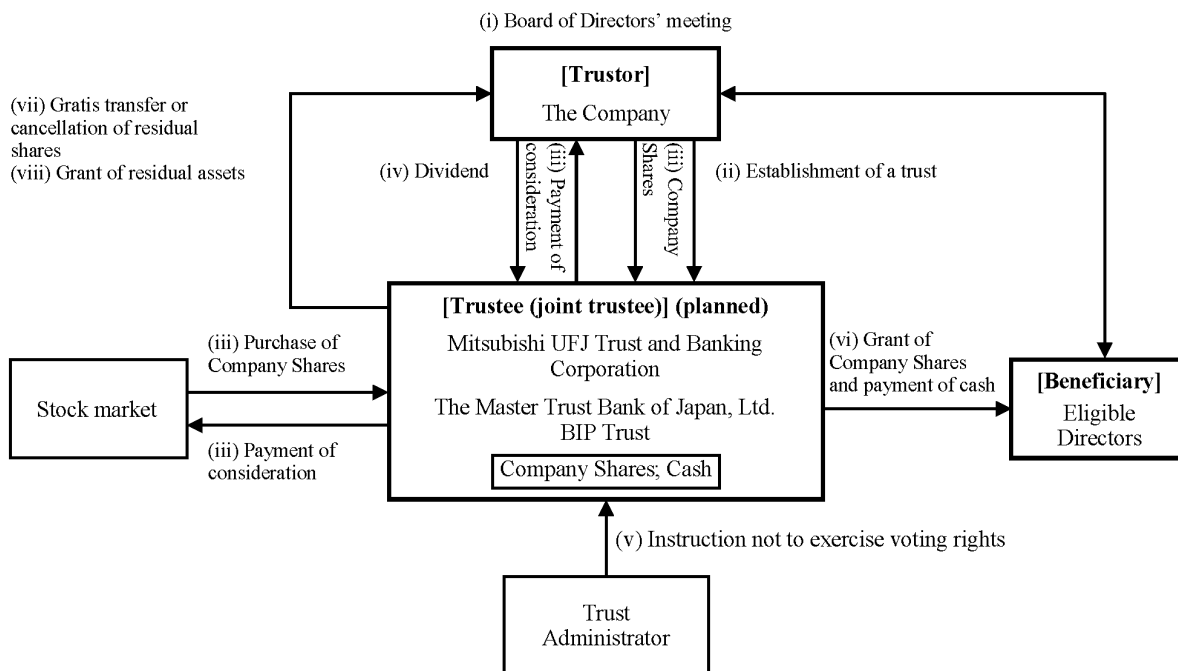 (i) Board of Directors' meeting
[Trustor]
The Company
(vii) Gratis transfer or
cancellation of residual
shares
(viii) Grant of residual assets
(iv) Dividend
(iii) Payment of
consideration
(iii) Company
Shares
(ii) Establishment of a trust
[Trustee (joint trustee)] (planned)
Mitsubishi UFJ Trust and Banking
Corporation
The Master Trust Bank of Japan, Ltd.
BIP Trust
Company Shares; Cash
(iii) Purchase of
Company Shares
Stock market
(iii) Payment of
consideration
(vi) Grant of
Company Shares
and payment of cash
[Beneficiary]
Eligible
Directors
(v) Instruction not to exercise voting rights
Trust
Administrator